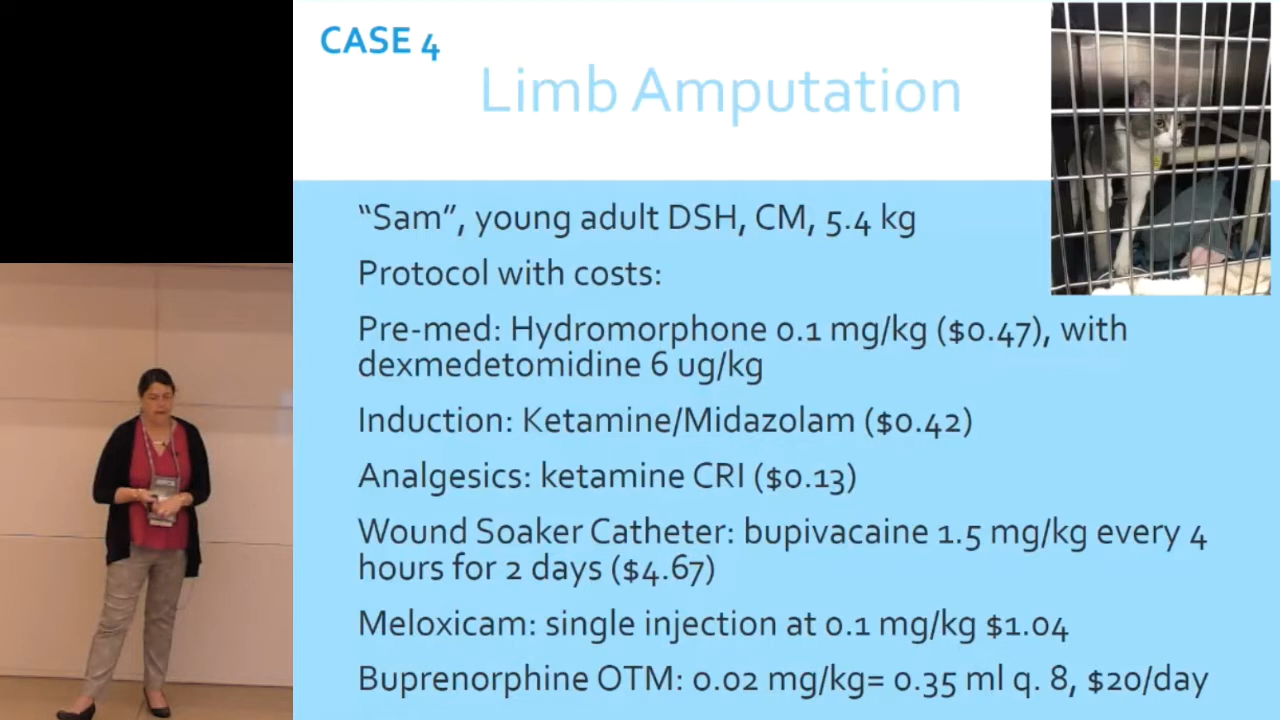 CASE 4
Limb Amputation
“Sam”, young adult DSH, CM, 5.4 kg
Protocol with costs:
Pre-med: Hydromorphone 0.1 mg/kg ($0.47), with
dexmedetomidine 6 ug/kg
Induction: Ketamine/Midazolam ($0.42)
Analgesics: ketamine CRI ($0.13)
Wound Soaker Catheter: bupivacaine 1.5 mg/kg every 4
hours for 2 days ($4.67)
Meloxicam: single injection at 0.1 mg/kg $1.04
Buprenorphine OTM: 0.02 mg/kg= 0.35 ml q. 8, $20/day